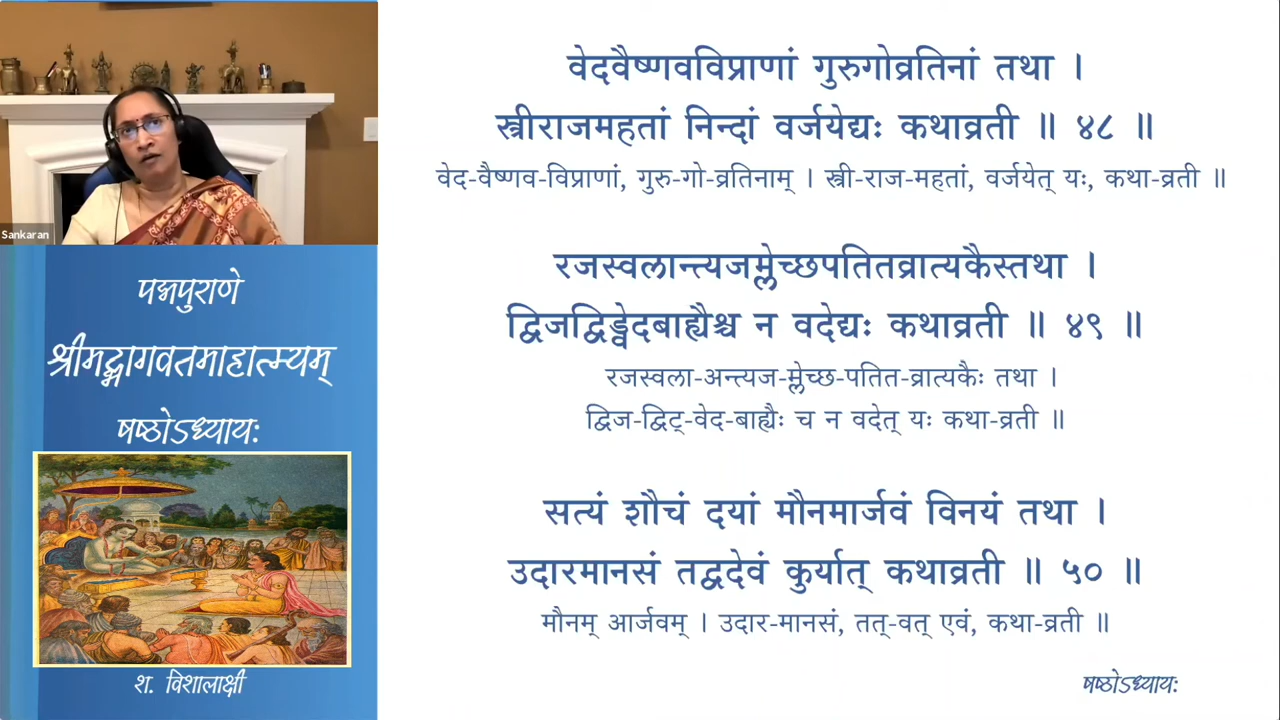 Sankaran
पद्मपुराणे
श्रीमद्भागवतमाहात्म्यम्
षष्ठोऽध्यायः
श. विशालाक्षी
वेदवैष्णवविप्राणां गुरुगोव्रतिनां तथा ।
स्त्रीराजमहतां निन्दां वर्जयेद्यः कथाव्रती ॥ ४८ ॥
वेद-वैष्णव-विप्राणां, गुरु-गो-व्रतिनाम् । स्त्री-राज-महतां, वर्जयेत् यः, कथा-व्रती ॥
रजस्वलान्त्यजम्लेच्छपतितव्रात्यकैस्तथा ।
द्विजद्विड्वेदबाह्यैश्च न वदेद्यः कथाव्रती ॥ ४९ ॥
रजस्वला-अन्त्यज-म्लेच्छ-पतित-व्रात्यकैः तथा ।
द्विज-द्विट्-वेद-बाह्यैः च न वदेत् यः कथा-व्रती ॥
सत्यं शौचं दयां मौनमार्जवं विनयं तथा ।
उदारमानसं तद्वदेवं कुर्यात् कथाव्रती ॥ ५० ॥
मौनम् आर्जवम् । उदार-मानसं, तत्-वत् एवं, कथा-व्रती ॥
षष्ठोऽध्यायः